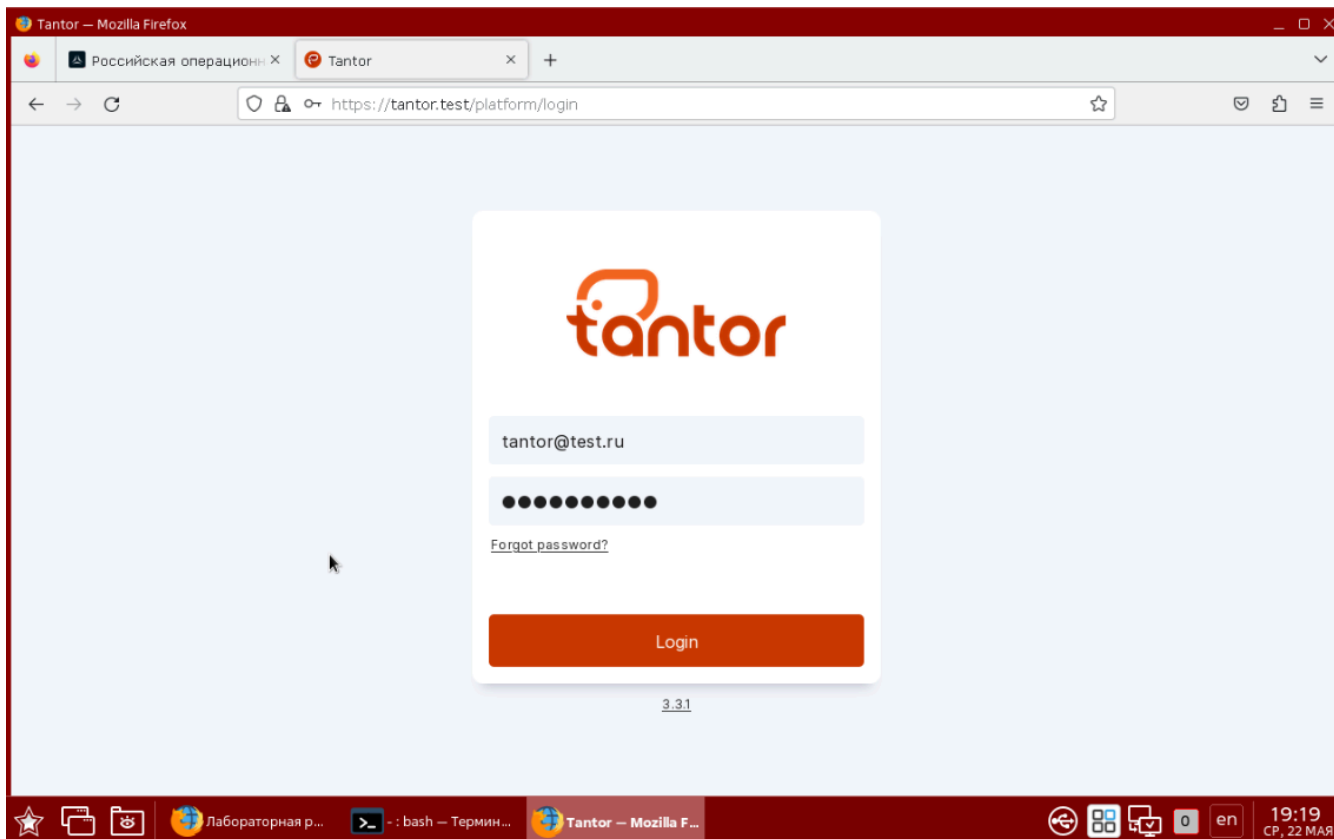 Tantor — Mozilla Firefox
Российская операционн
Tantor
https://tantor.test/platform/login
tantor
tantor@test.ru
Forgot password?
Login
3.3.1
Лабораторная р...
- : bash — Термин...
Tantor — Mozilla F...
0
en
19:19
СР, 22 МАЯ